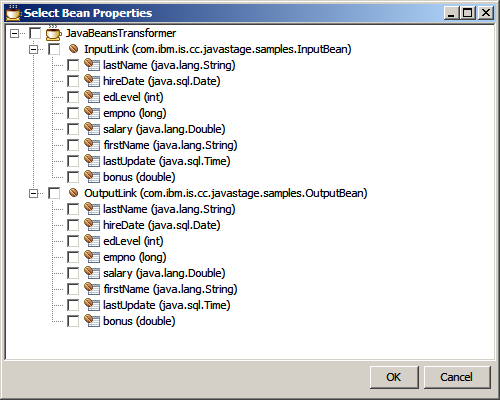 Select Bean Properties
JavaBeansTransformer
InputLink (com.ibm.is.cc.javastage.samples.InputBean)
lastName (java.lang.String)
hireDate (java.sql.Date)
edLevel (int)
empno (long)
salary (java.lang.Double)
firstName (java.lang.String)
lastUpdate (java.sql.Time)
bonus (double)
OutputLink (com.ibm.is.cc.javastage.samples.OutputBean)
lastName (java.lang.String)
hireDate (java.sql.Date)
edLevel (int)
empno (long)
salary (java.lang.Double)
firstName (java.lang.String)
lastUpdate (java.sql.Time)
bonus (double)
OK Cancel